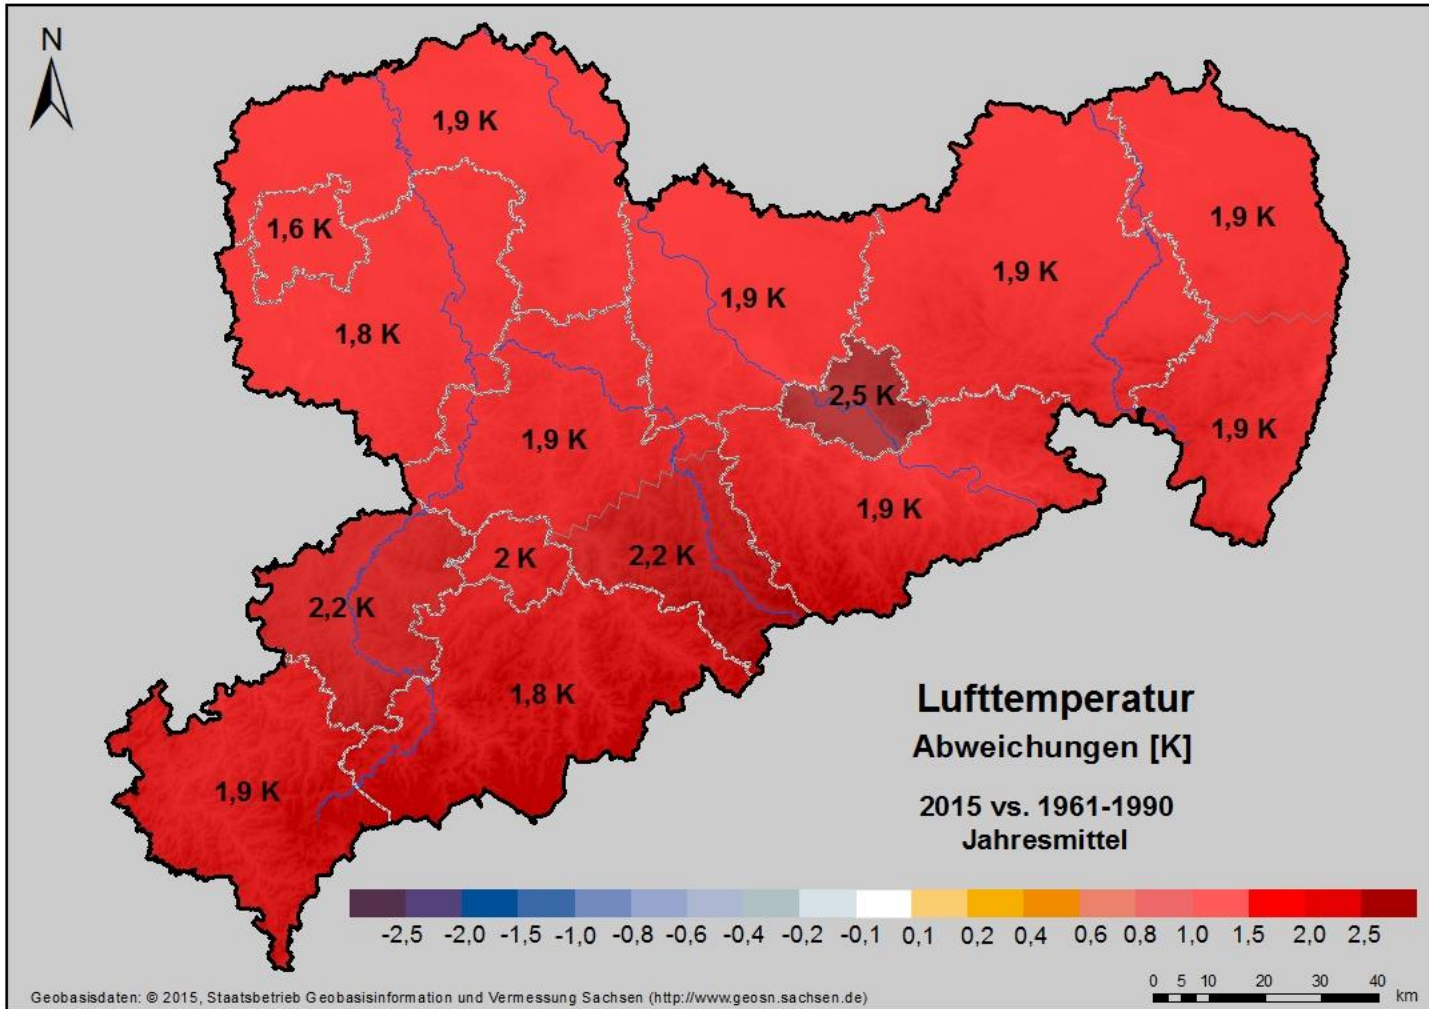 N
1,9 K
1,6 K
1,9 K
1,9 K
1,9 K
1,8 K
2,5 K
1,9 K
1,9 K
1,9 K
2 K
2,2 K
2,2 K
1,8 K
1,9 K
Lufttemperatur
Abweichungen [K]
2015 vs. 1961-1990
Jahresmittel
-2,5 -2,0 -1,5 -1,0 -0,8 -0,6 -0,4 -0,2 -0,1 0,1 0,2 0,4 0,6 0,8 1,0 1,5 2,0 2,5
0 5 10 20 30 40 km
Geobasisdaten: © 2015, Staatsbetrieb Geobasisinformation und Vermessung Sachsen (http://www.geosn.sachsen.de)